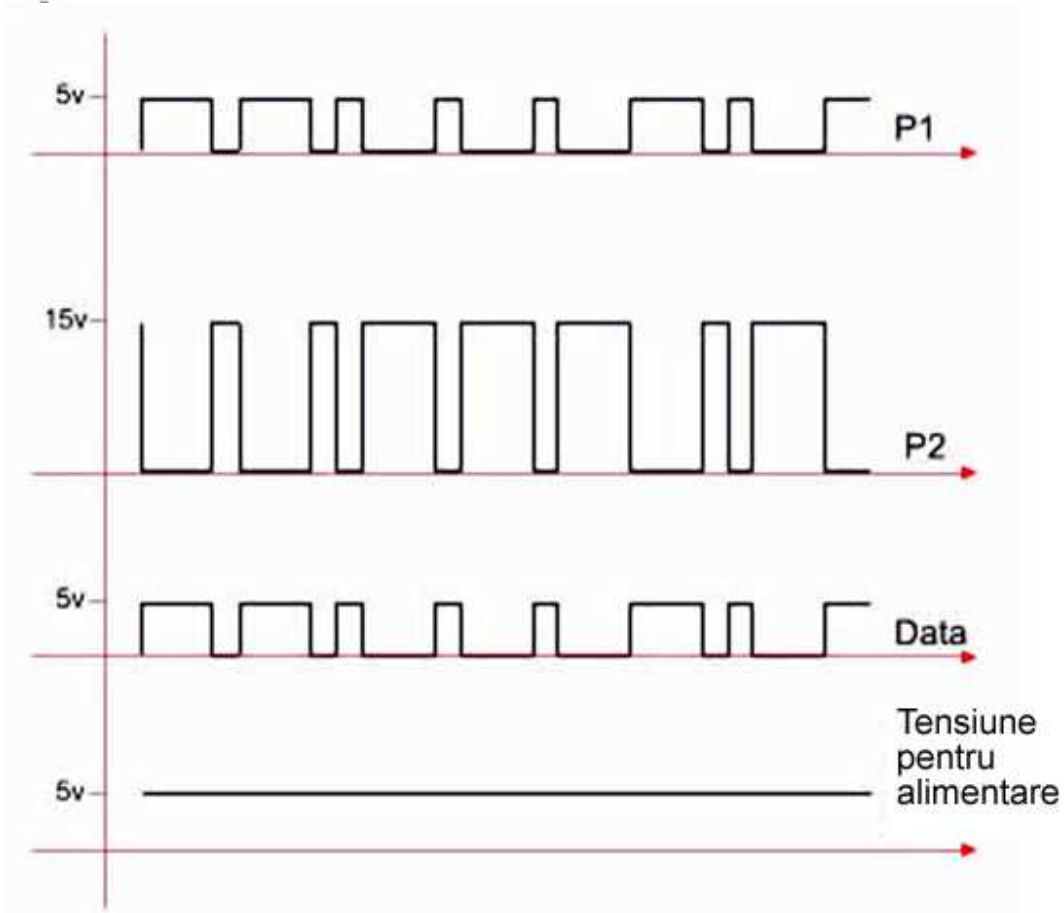 5v
P1
15v
P2
5v
Data
Tensiune
pentru
5v
alimentare